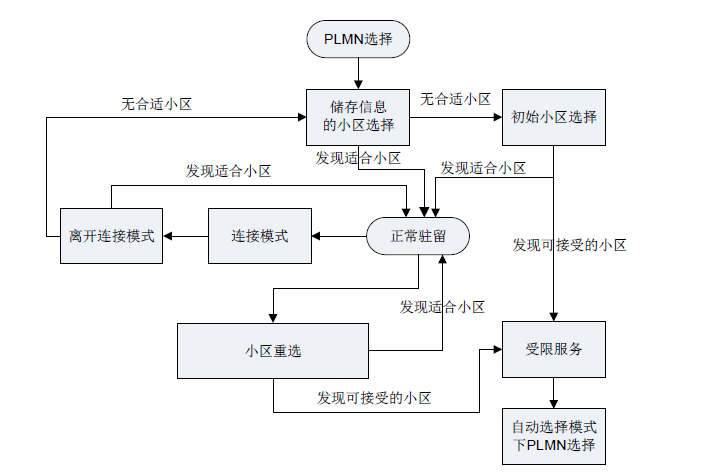 PLMN选择
无合适小区
储存信息
的小区选择
无合适小区
初始小区选择
发现适合小区
发现适合小区
发现适合小区
离开连接模式
连接模式
正常驻留
发现可接受的小区
发现适合小区
小区重选
受限服务
发现可接受的小区
自动选择模式
下PLMN选择